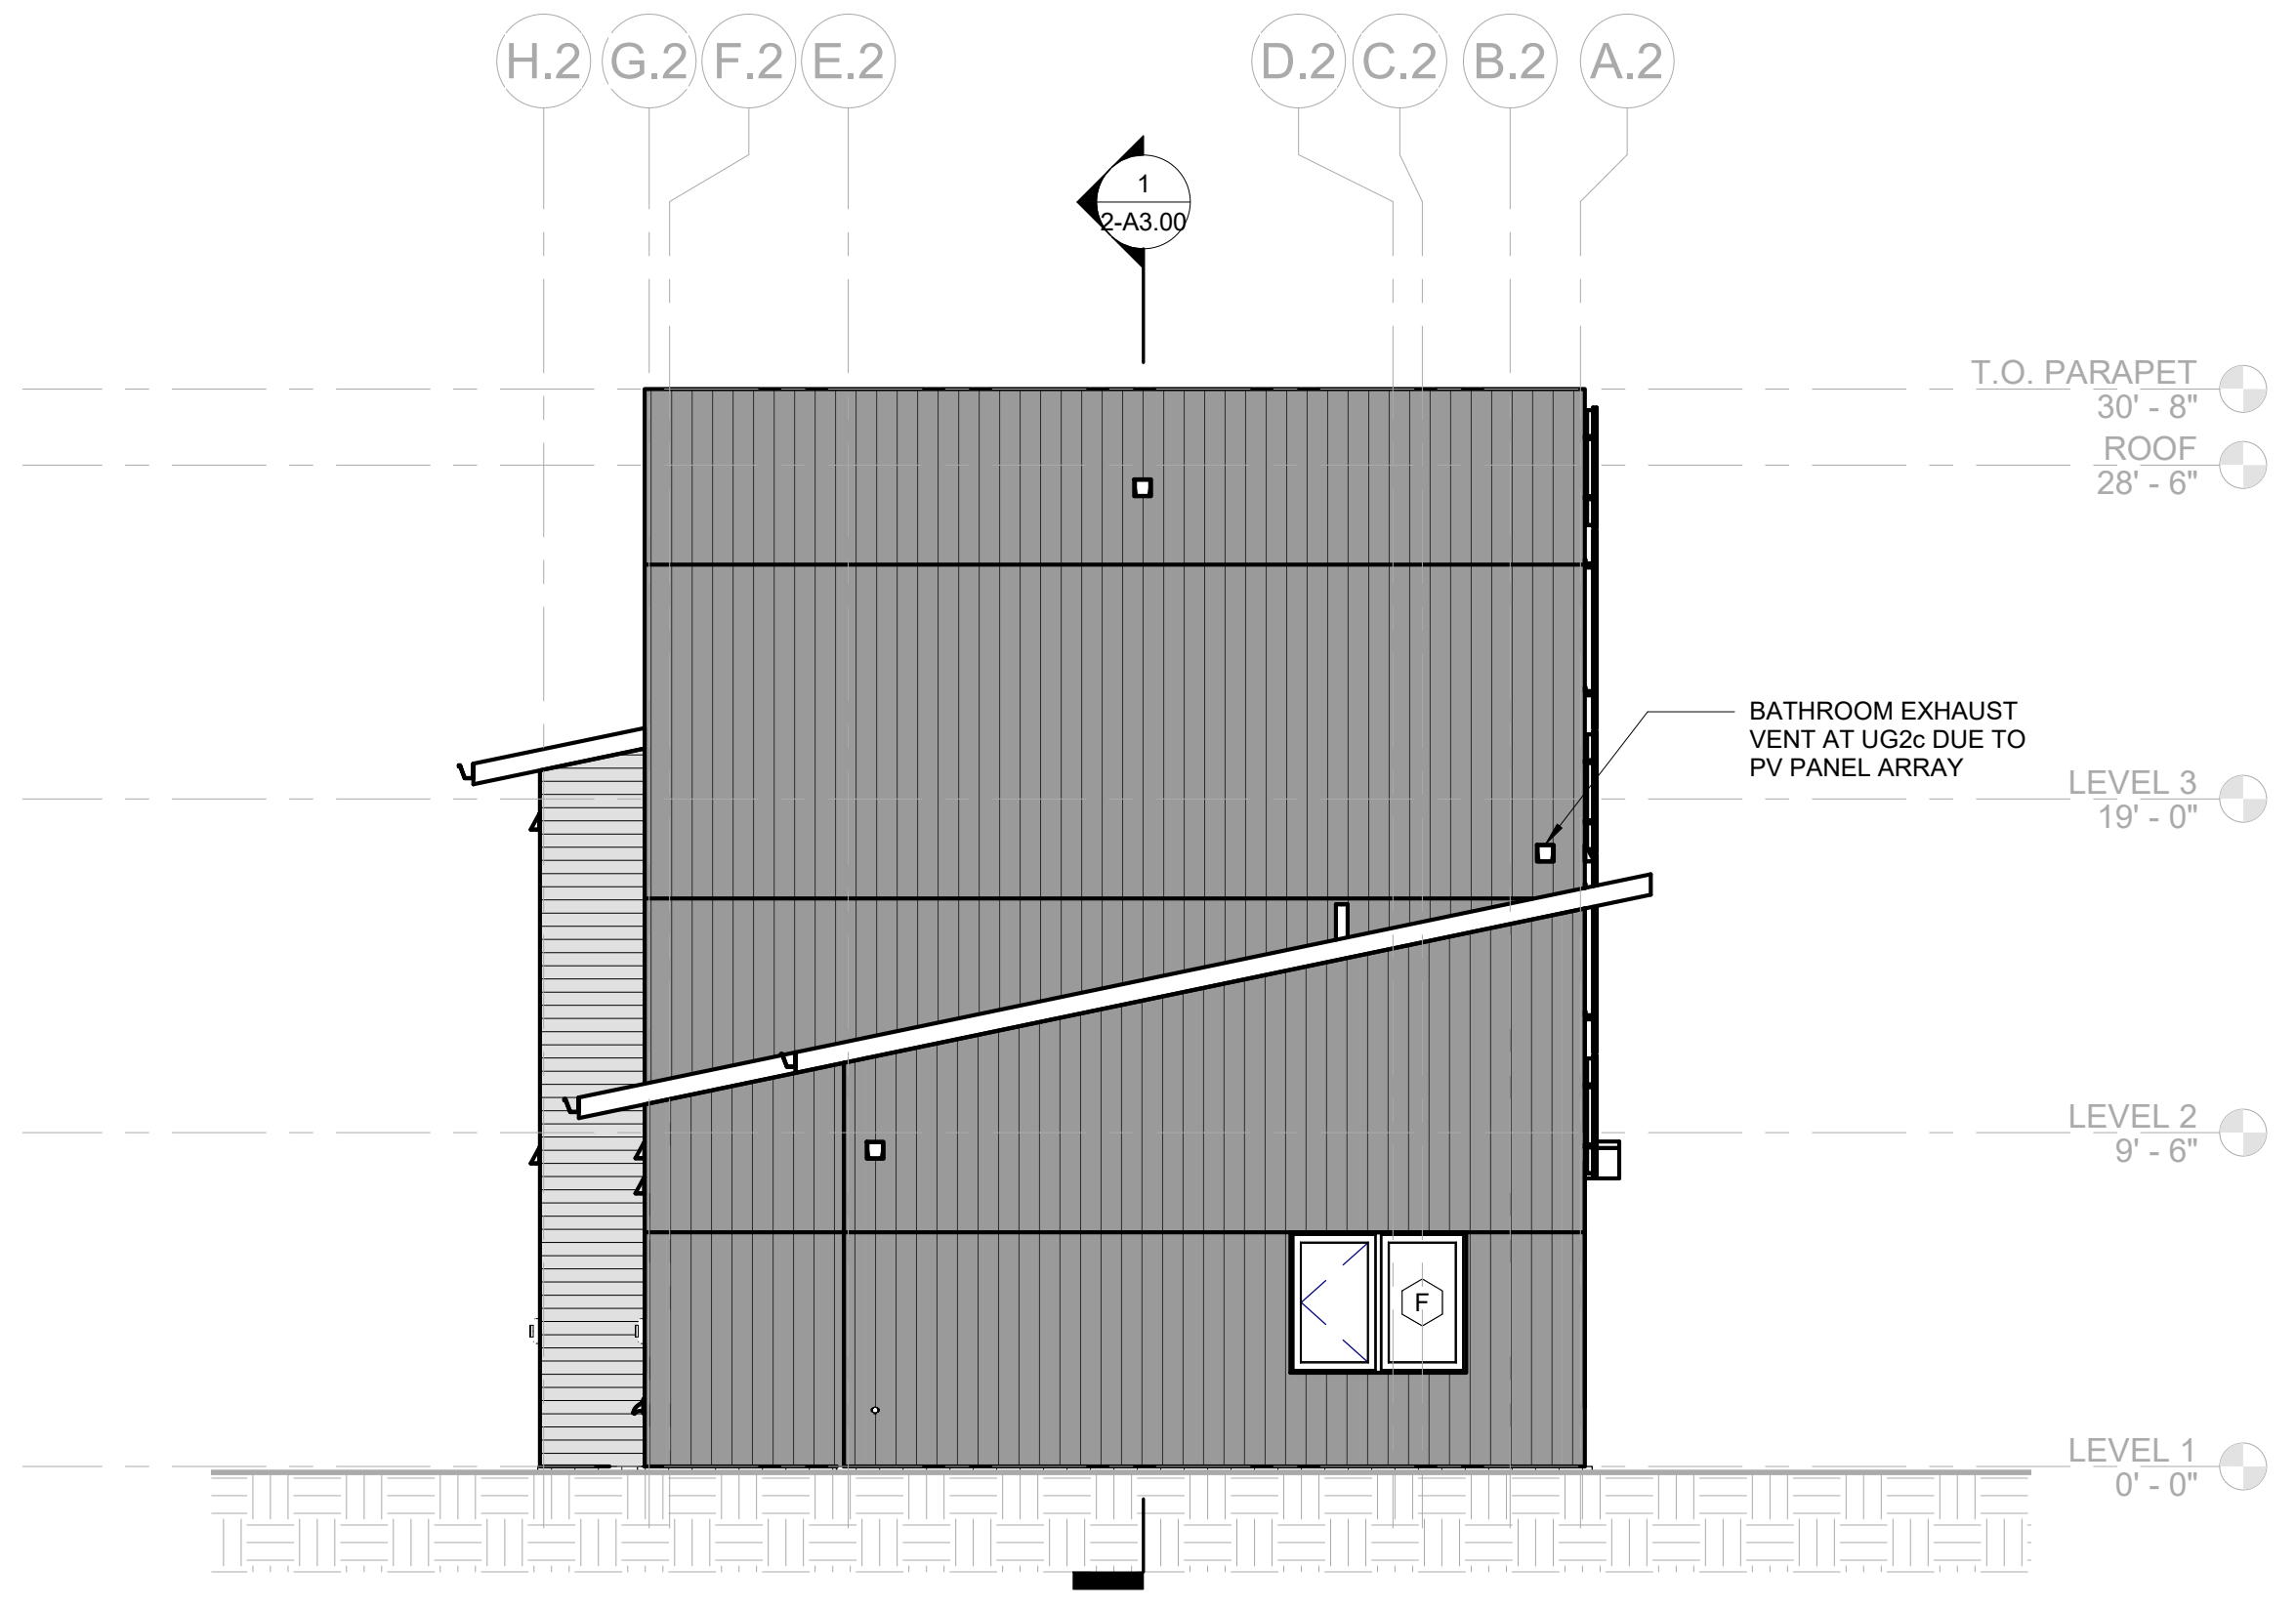 H.2 G.2 F.2 E.2 D.2 C.2 B.2 A.2
1
2-A3.00
T.O. PARAPET
30' - 8"
ROOF
28' - 6"
BATHROOM EXHAUST
VENT AT UG2c DUE TO
PV PANEL ARRAY
LEVEL 3
19' - 0"
LEVEL 2
9' - 6"
F
LEVEL 1
0' - 0"